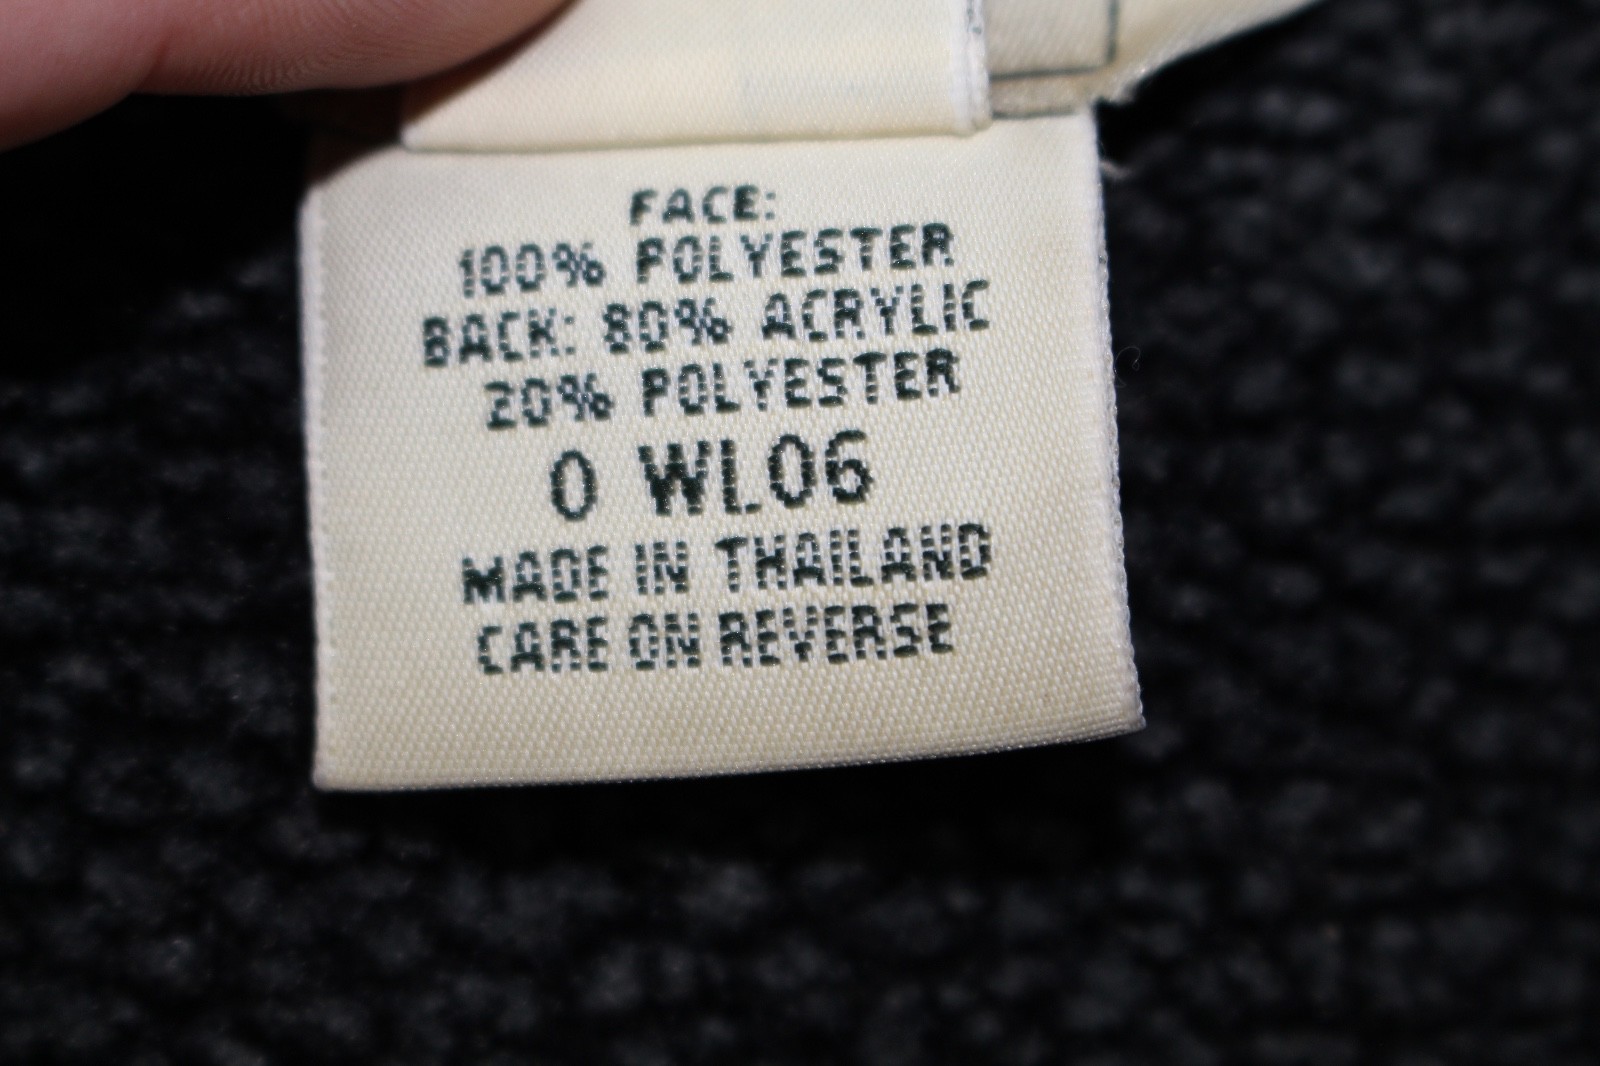 FACE:
100% POLYESTER
BACK: 80% ACRYLIC
20% POLYESTER
0 WL06
MADE IN THAILAND
CARE ON REVERSE